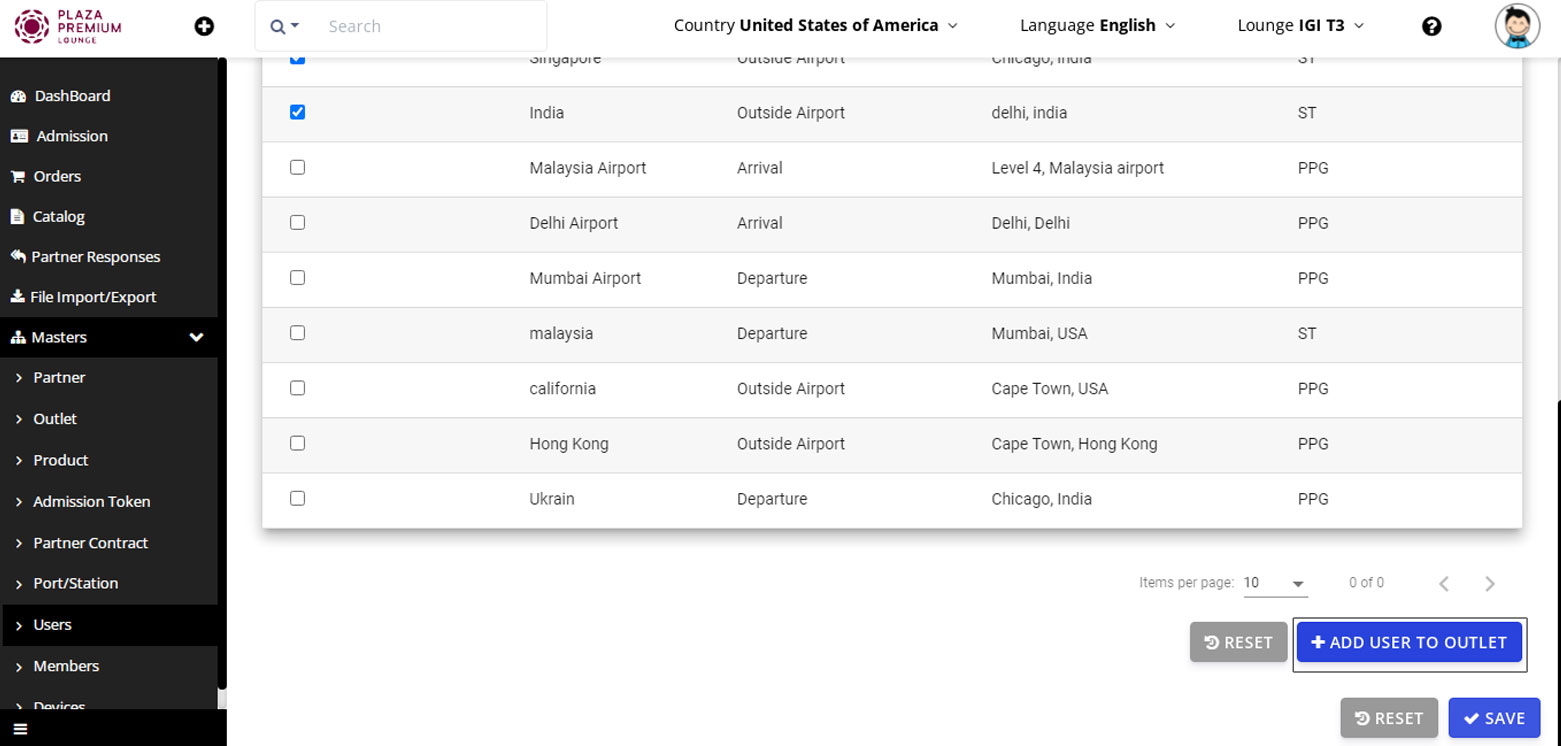 PLAZA
PREMIUM
LOUNGE
Search
Country United States of America
Language English
Lounge IGI T3
DashBoard
Admission
Orders
Catalog
Partner Responses
File Import/Export
Masters
Partner
Outlet
Product
Admission Token
Partner Contract
Port/Station
Users
Members
Devices
Singapore Outside Airport Chicago, India ST
India Outside Airport delhi, india ST
Malaysia Airport Arrival Level 4, Malaysia airport PPG
Delhi Airport Arrival Delhi, Delhi PPG
Mumbai Airport Departure Mumbai, India PPG
malaysia Departure Mumbai, USA ST
california Outside Airport Cape Town, USA PPG
Hong Kong Outside Airport Cape Town, Hong Kong PPG
Ukrain Departure Chicago, India PPG
Items per page: 10 0 of 0
RESET
ADD USER TO OUTLET
RESET
SAVE